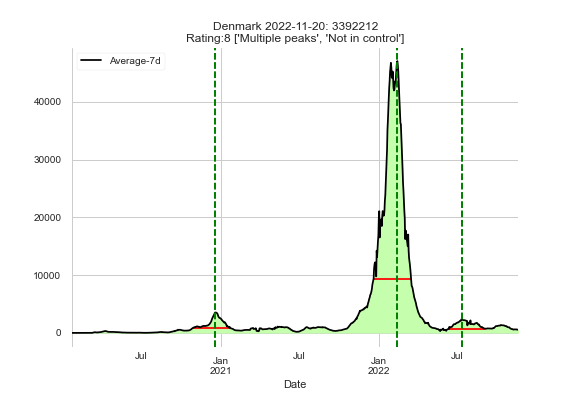 Denmark 2022-11-20: 3392212
Rating:8 ['Multiple peaks', 'Not in control']
Average-7d
40000
30000
20000
10000
0
Jul
Jan
2021
Jul
Jan
2022
Jul
Date